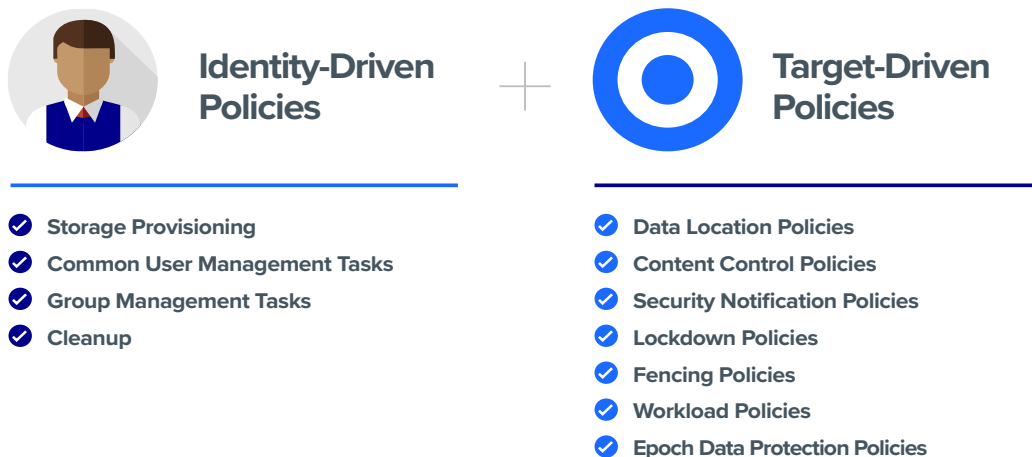 Identity-Driven
Policies
Target-Driven
Policies
Storage Provisioning
Common User Management Tasks
Group Management Tasks
Cleanup
Data Location Policies
Content Control Policies
Security Notification Policies
Lockdown Policies
Fencing Policies
Workload Policies
Epoch Data Protection Policies